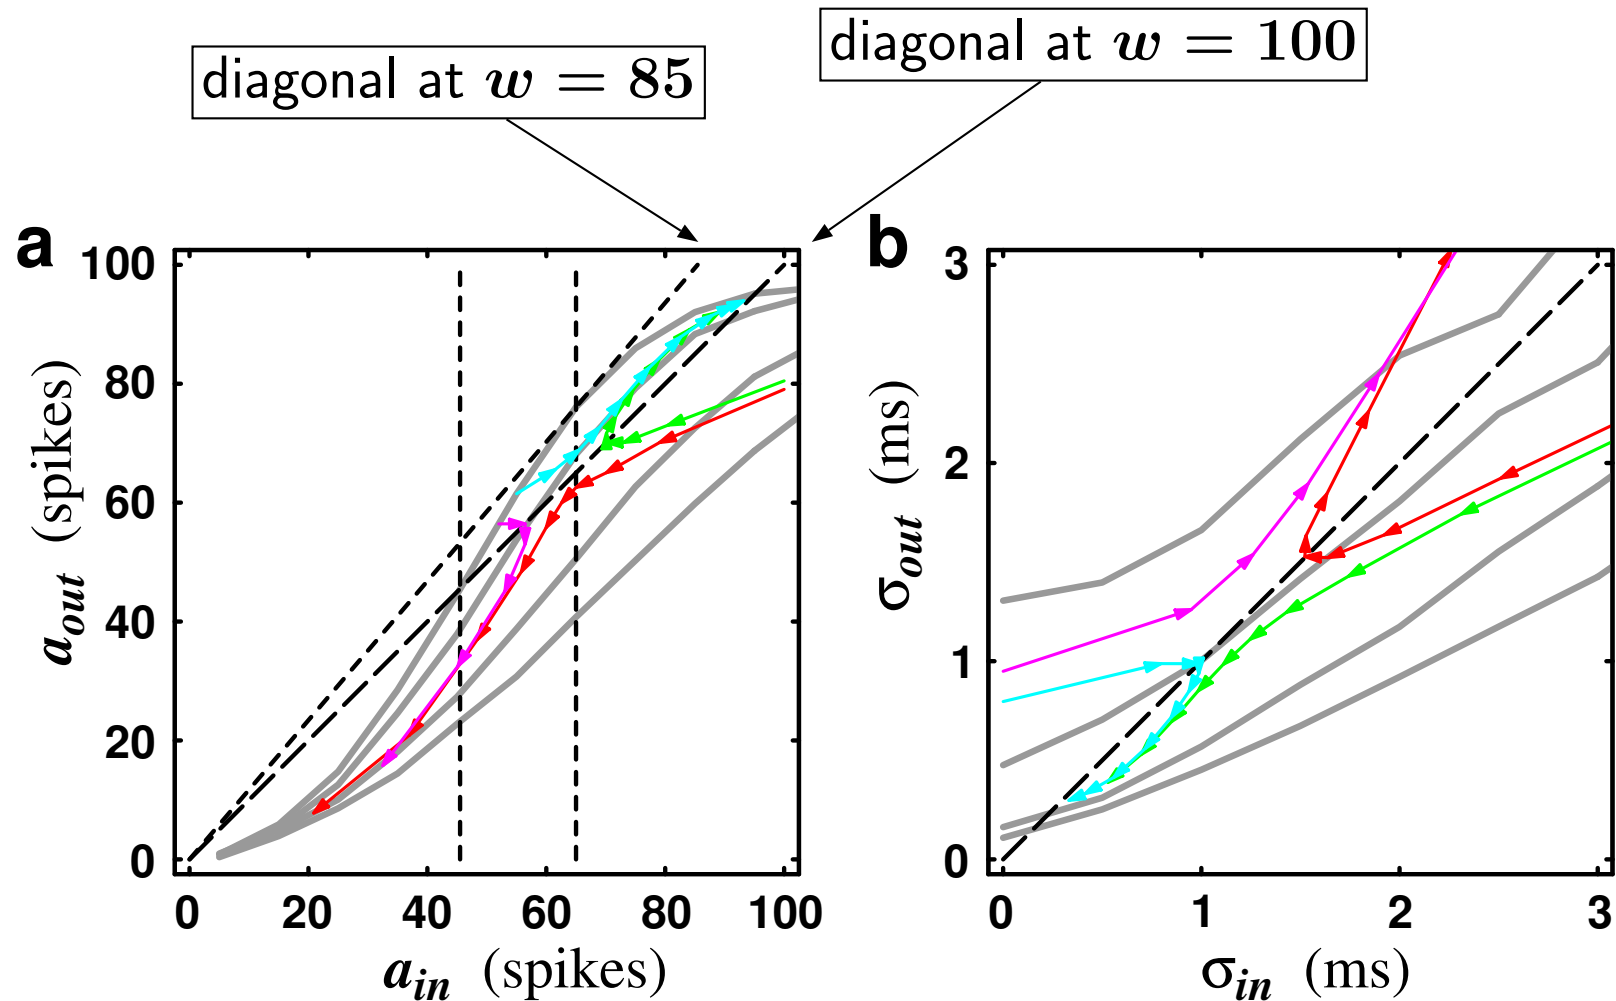 diagonal at w = 85
diagonal at w = 100
a
100
80
60
40
20
0
0 20 40 60 80 100
a_out (spikes)
a_in (spikes)
b
3
2
1
0
0 1 2 3
σ_out (ms)
σ_in (ms)